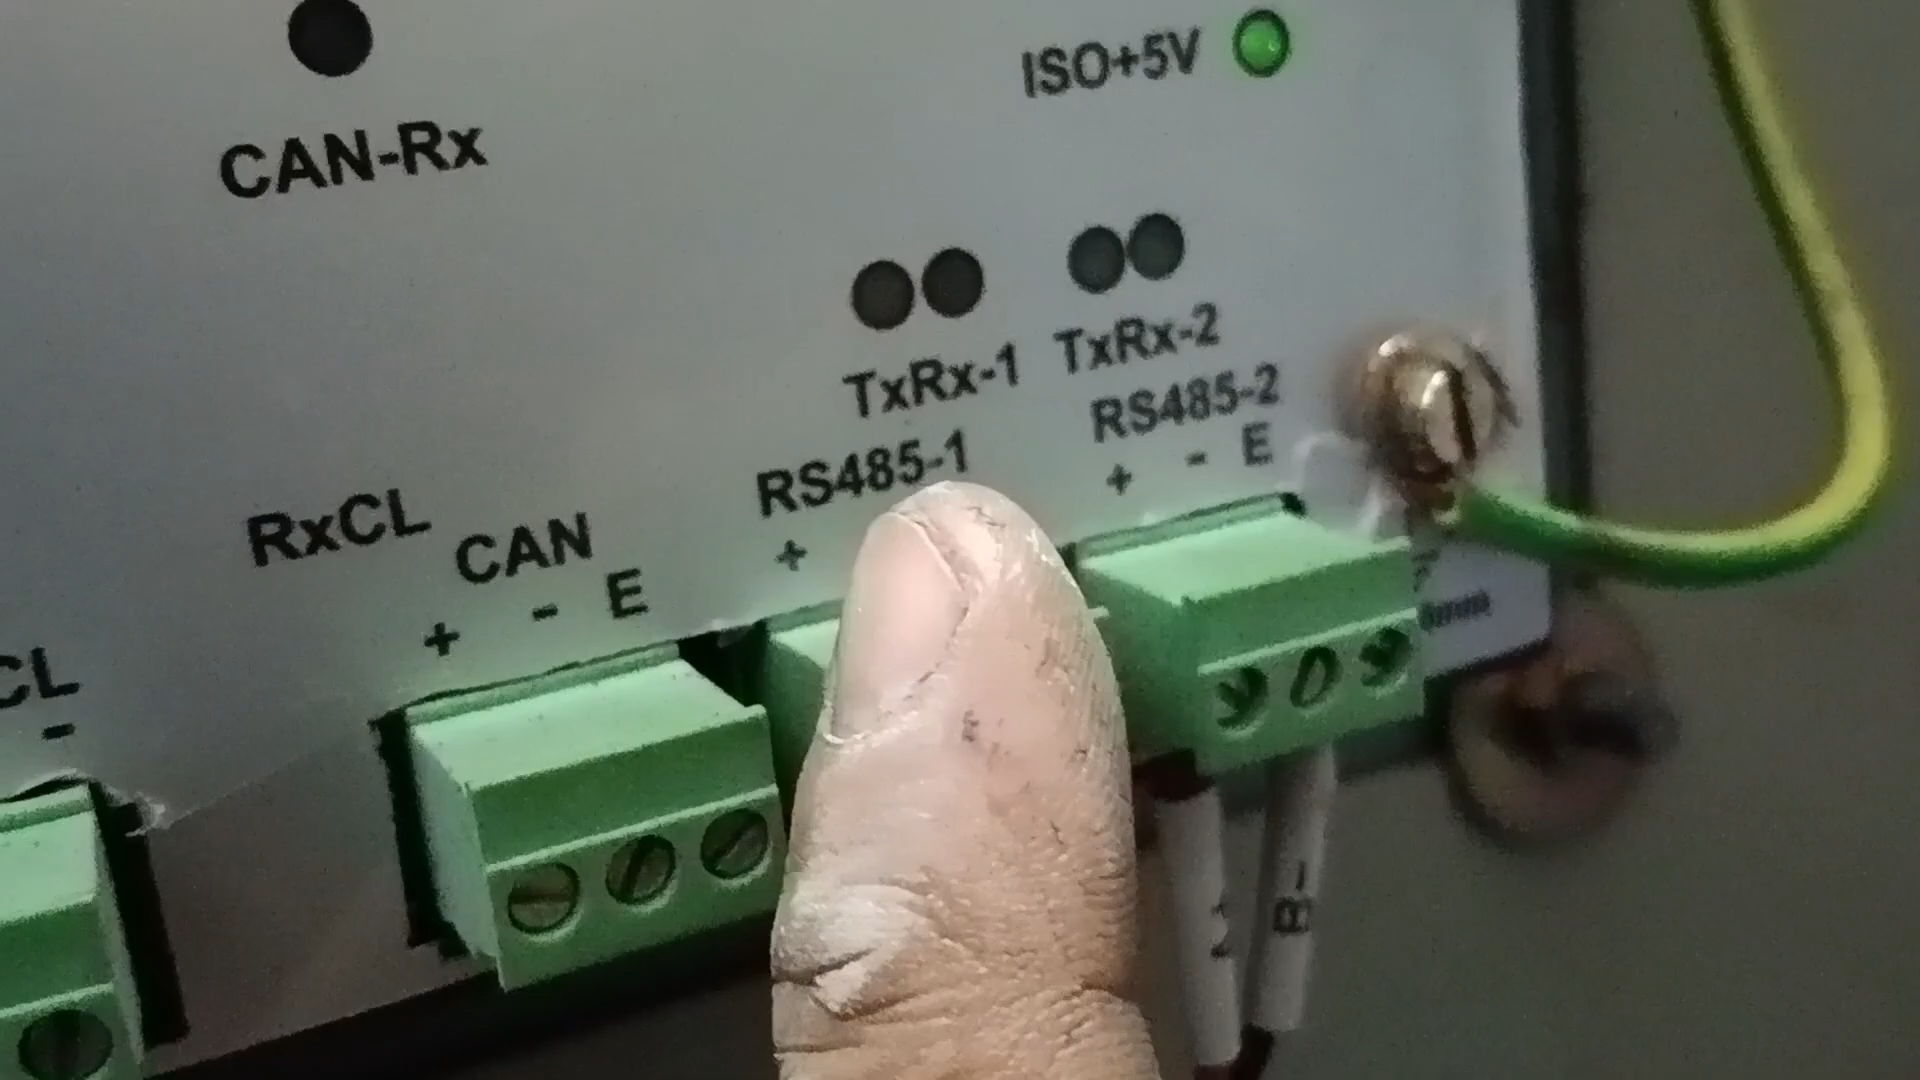 ISO+5V
CAN-Rx
TxRx-1
TxRx-2
RS485-1
RS485-2
+
+ - E
RxCL
CAN
+ - E
CL
-
B-